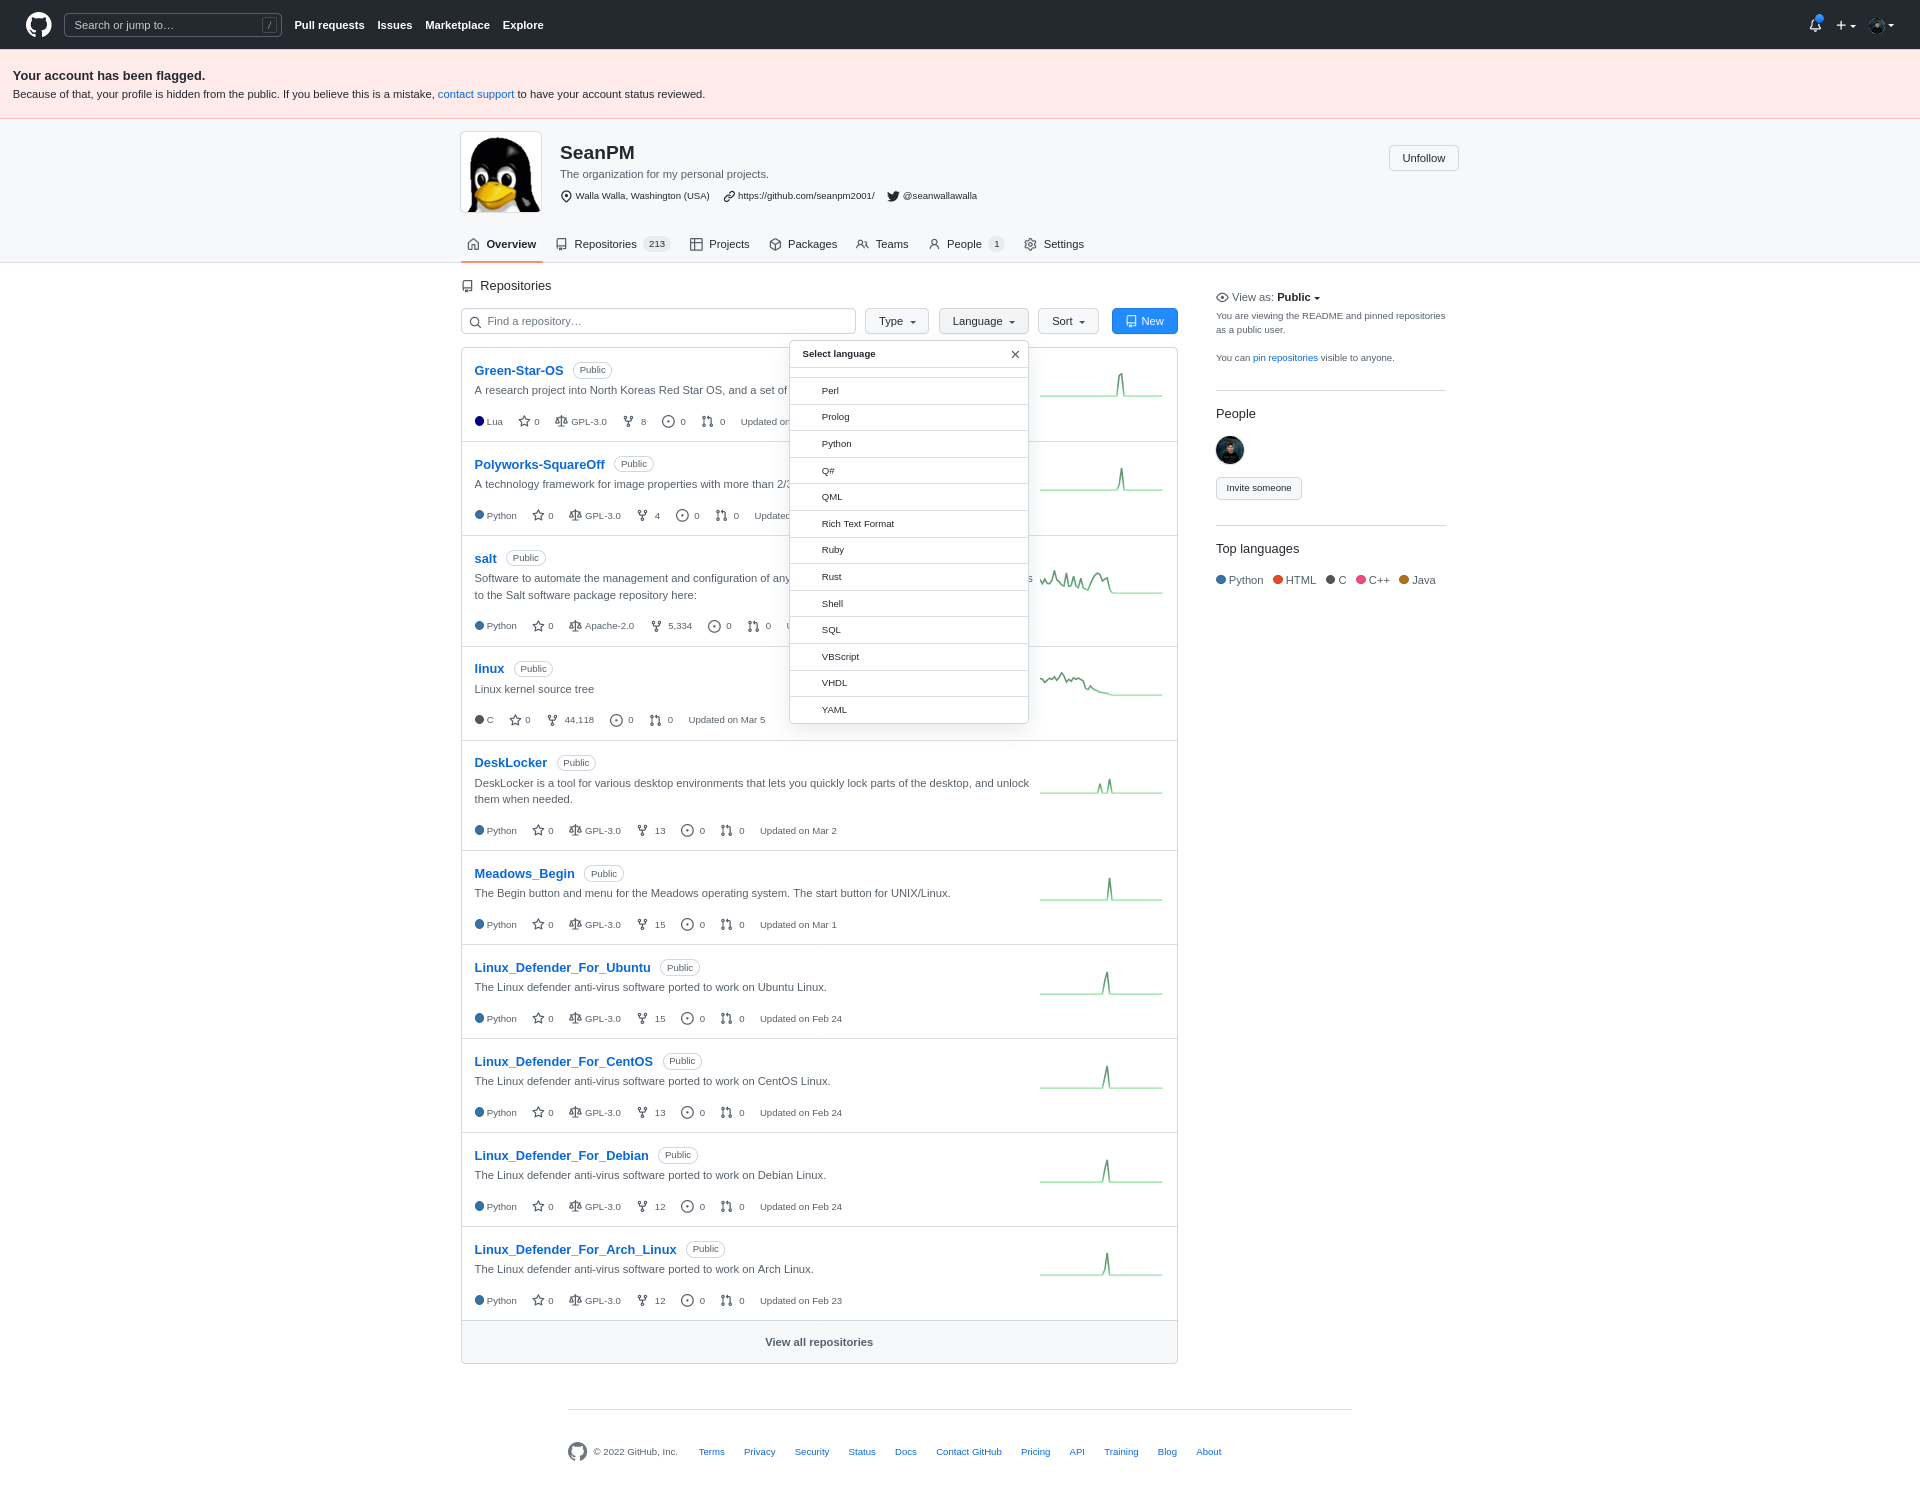 Search or jump to… /
Pull requests Issues Marketplace Explore
Your account has been flagged.
Because of that, your profile is hidden from the public. If you believe this is a mistake, contact support to have your account status reviewed.
SeanPM
Unfollow
The organization for my personal projects.
Walla Walla, Washington (USA) https://github.com/seanpm2001/ @seanwallawalla
Overview Repositories 213 Projects Packages Teams People 1 Settings
Repositories
Find a repository… Type Language Sort New
Select language
Perl
Prolog
Python
Q#
QML
Rich Text Format
Ruby
Rust
Shell
SQL
VBScript
VHDL
YAML
Green-Star-OS Public
A research project into North Koreas Red Star OS, and a set of
Lua 0 GPL-3.0 8 0 0 Updated on
Polyworks-SquareOff Public
A technology framework for image properties with more than 2/3
Python 0 GPL-3.0 4 0 0 Updated
salt Public
Software to automate the management and configuration of any
to the Salt software package repository here:
Python 0 Apache-2.0 5,334 0 0
linux Public
Linux kernel source tree
C 0 44,118 0 0 Updated on Mar 5
DeskLocker Public
DeskLocker is a tool for various desktop environments that lets you quickly lock parts of the desktop, and unlock
them when needed.
Python 0 GPL-3.0 13 0 0 Updated on Mar 2
Meadows_Begin Public
The Begin button and menu for the Meadows operating system. The start button for UNIX/Linux.
Python 0 GPL-3.0 15 0 0 Updated on Mar 1
Linux_Defender_For_Ubuntu Public
The Linux defender anti-virus software ported to work on Ubuntu Linux.
Python 0 GPL-3.0 15 0 0 Updated on Feb 24
Linux_Defender_For_CentOS Public
The Linux defender anti-virus software ported to work on CentOS Linux.
Python 0 GPL-3.0 13 0 0 Updated on Feb 24
Linux_Defender_For_Debian Public
The Linux defender anti-virus software ported to work on Debian Linux.
Python 0 GPL-3.0 12 0 0 Updated on Feb 24
Linux_Defender_For_Arch_Linux Public
The Linux defender anti-virus software ported to work on Arch Linux.
Python 0 GPL-3.0 12 0 0 Updated on Feb 23
View all repositories
View as: Public
You are viewing the README and pinned repositories
as a public user.
You can pin repositories visible to anyone.
People
Invite someone
Top languages
Python HTML C C++ Java
© 2022 GitHub, Inc. Terms Privacy Security Status Docs Contact GitHub Pricing API Training Blog About